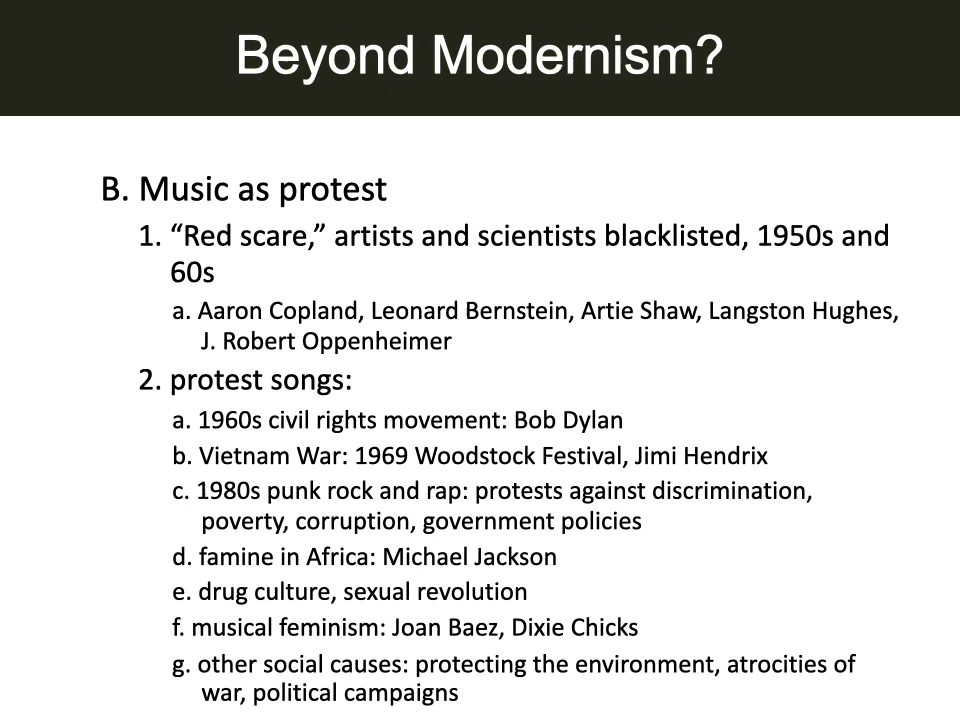 Beyond Modernism?
B. Music as protest
1. “Red scare,” artists and scientists blacklisted, 1950s and
60s
a. Aaron Copland, Leonard Bernstein, Artie Shaw, Langston Hughes,
J. Robert Oppenheimer
2. protest songs:
a. 1960s civil rights movement: Bob Dylan
b. Vietnam War: 1969 Woodstock Festival, Jimi Hendrix
c. 1980s punk rock and rap: protests against discrimination,
poverty, corruption, government policies
d. famine in Africa: Michael Jackson
e. drug culture, sexual revolution
f. musical feminism: Joan Baez, Dixie Chicks
g. other social causes: protecting the environment, atrocities of
war, political campaigns